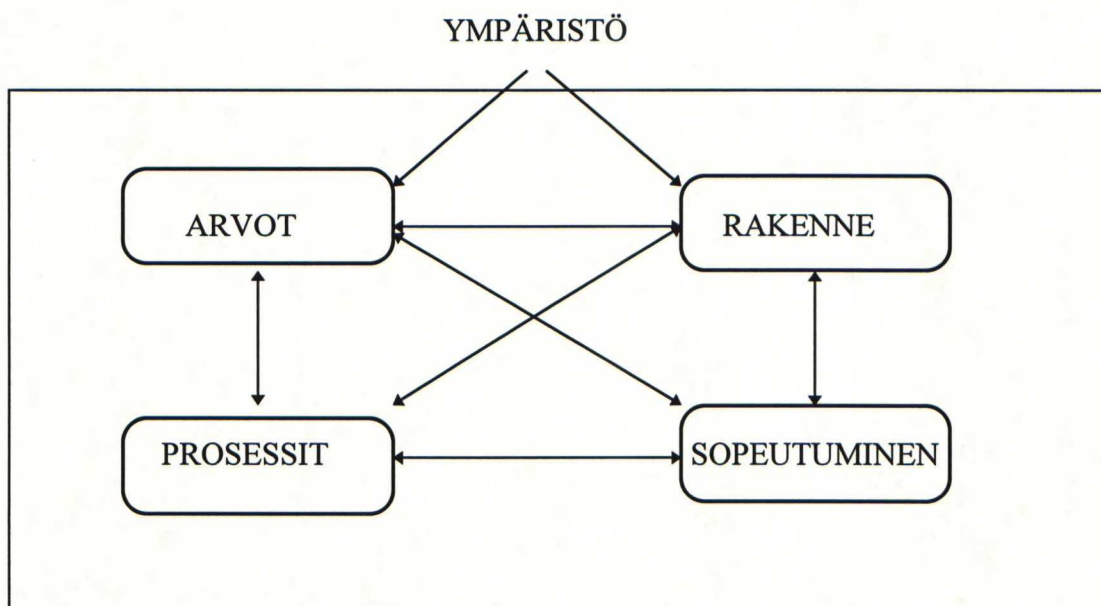 YMPÄRISTÖ
ARVOT
RAKENNE
PROSESSIT
SOPEUTUMINEN